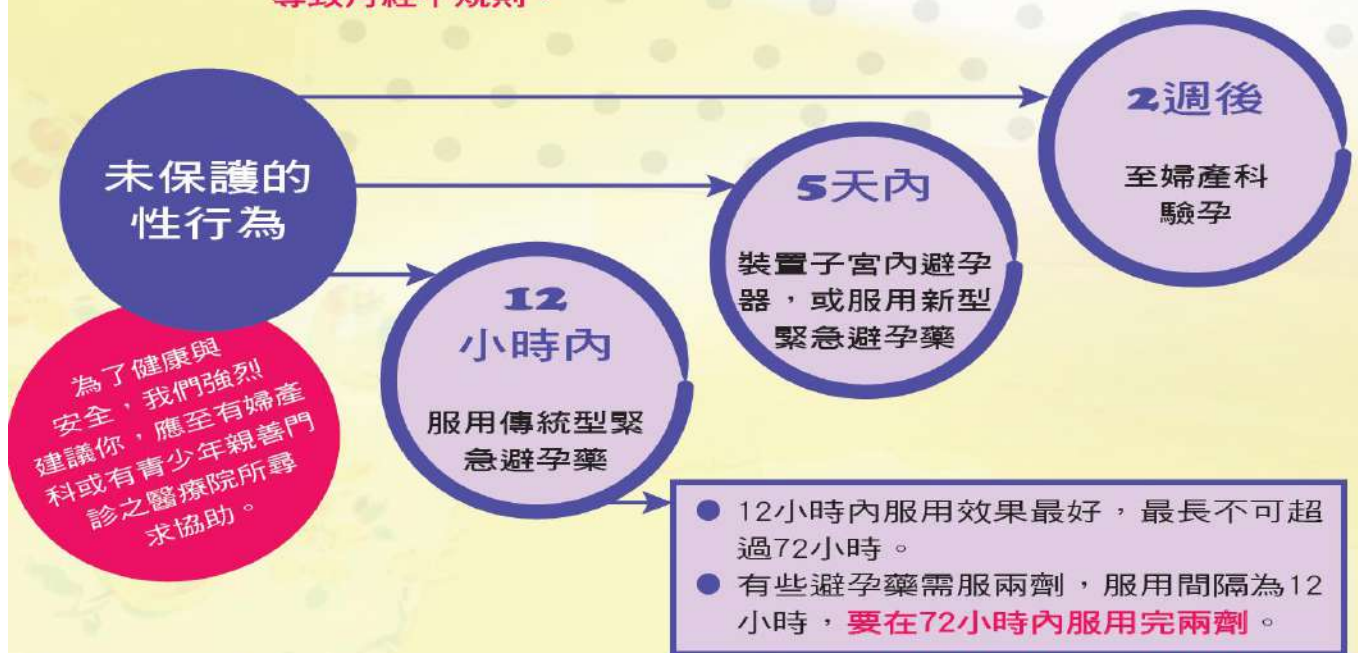 導致月經不規則。
未保護的
性行為
2週後
至婦產科
驗孕
5天內
裝置子宮內避孕
器，或服用新型
緊急避孕藥
12
小時內
服用傳統型緊
急避孕藥
為了健康與
安全，我們強烈
建議你，應至有婦產
科或有青少年親善門
診之醫療院所尋
求協助。
● 12小時內服用效果最好，最長不可超
過72小時。
● 有些避孕藥需服兩劑，服用間隔為12
小時，要在72小時內服用完兩劑。